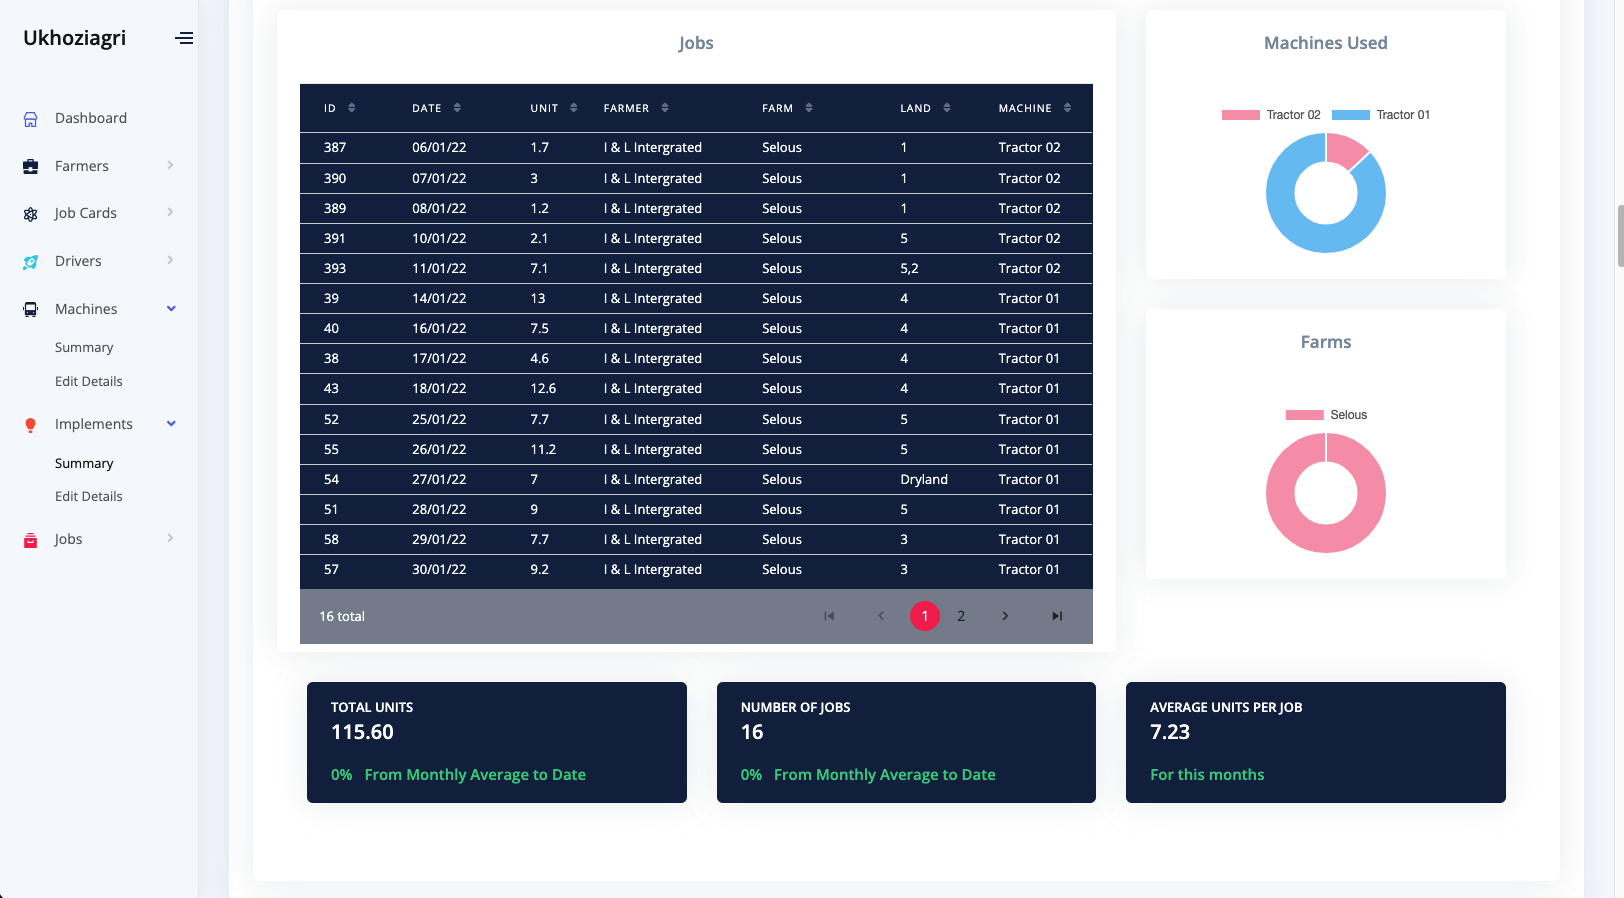 Ukhoziagri
Dashboard
Farmers
Job Cards
Drivers
Machines
Summary
Edit Details
Implements
Summary
Edit Details
Jobs
Jobs
ID DATE UNIT FARMER FARM LAND MACHINE
387 06/01/22 1.7 I & L Intergrated Selous 1 Tractor 02
390 07/01/22 3 I & L Intergrated Selous 1 Tractor 02
389 08/01/22 1.2 I & L Intergrated Selous 1 Tractor 02
391 10/01/22 2.1 I & L Intergrated Selous 5 Tractor 02
393 11/01/22 7.1 I & L Intergrated Selous 5,2 Tractor 02
39 14/01/22 13 I & L Intergrated Selous 4 Tractor 01
40 16/01/22 7.5 I & L Intergrated Selous 4 Tractor 01
38 17/01/22 4.6 I & L Intergrated Selous 4 Tractor 01
43 18/01/22 12.6 I & L Intergrated Selous 4 Tractor 01
52 25/01/22 7.7 I & L Intergrated Selous 5 Tractor 01
55 26/01/22 11.2 I & L Intergrated Selous 5 Tractor 01
54 27/01/22 7 I & L Intergrated Selous Dryland Tractor 01
51 28/01/22 9 I & L Intergrated Selous 5 Tractor 01
58 29/01/22 7.7 I & L Intergrated Selous 3 Tractor 01
57 30/01/22 9.2 I & L Intergrated Selous 3 Tractor 01
16 total 1 2
Machines Used
Tractor 02 Tractor 01
Farms
Selous
TOTAL UNITS
115.60
0% From Monthly Average to Date
NUMBER OF JOBS
16
0% From Monthly Average to Date
AVERAGE UNITS PER JOB
7.23
For this months